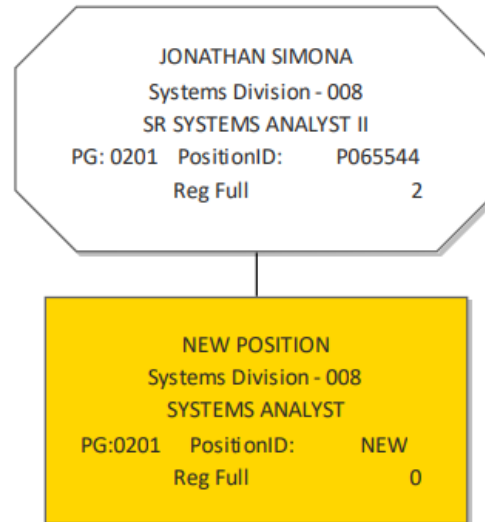 JONATHAN SIMONA
Systems Division - 008
SR SYSTEMS ANALYST II
PG: 0201 PositionID: P065544
Reg Full 2
NEW POSITION
Systems Division - 008
SYSTEMS ANALYST
PG:0201 PositionID: NEW
Reg Full 0